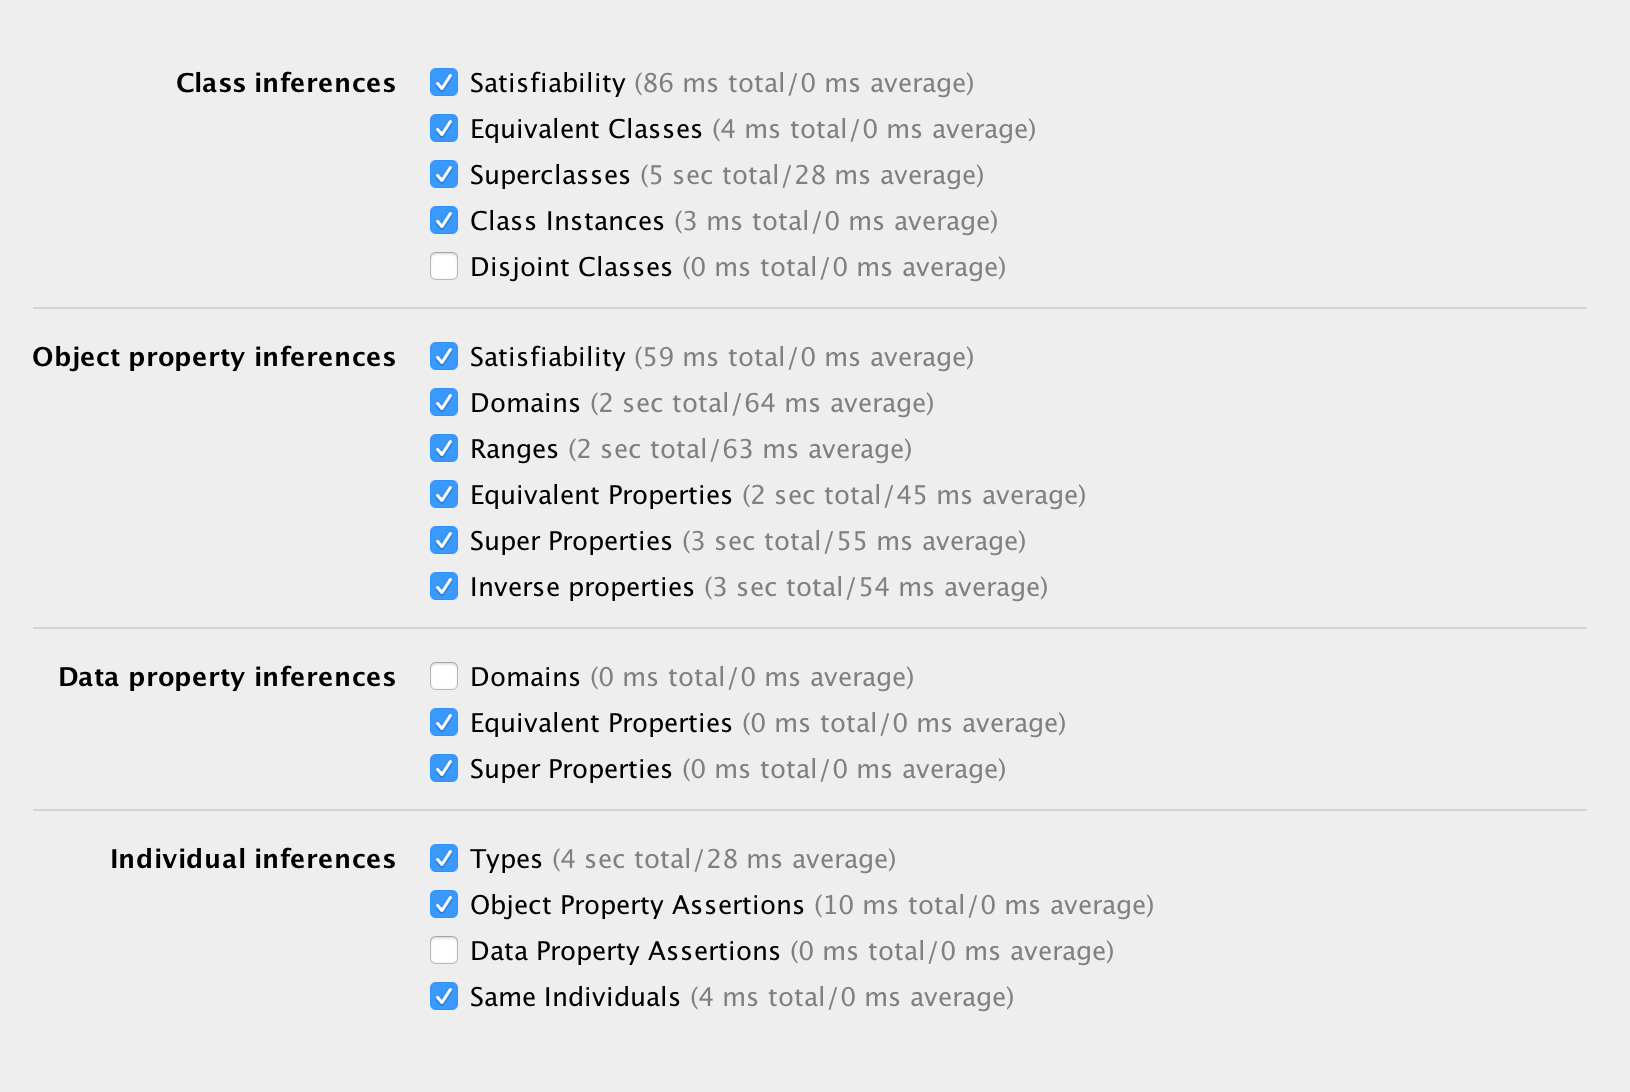 Class inferences Satisfiability (86 ms total/0 ms average)
Equivalent Classes (4 ms total/0 ms average)
Superclasses (5 sec total/28 ms average)
Class Instances (3 ms total/0 ms average)
Disjoint Classes (0 ms total/0 ms average)
Object property inferences Satisfiability (59 ms total/0 ms average)
Domains (2 sec total/64 ms average)
Ranges (2 sec total/63 ms average)
Equivalent Properties (2 sec total/45 ms average)
Super Properties (3 sec total/55 ms average)
Inverse properties (3 sec total/54 ms average)
Data property inferences Domains (0 ms total/0 ms average)
Equivalent Properties (0 ms total/0 ms average)
Super Properties (0 ms total/0 ms average)
Individual inferences Types (4 sec total/28 ms average)
Object Property Assertions (10 ms total/0 ms average)
Data Property Assertions (0 ms total/0 ms average)
Same Individuals (4 ms total/0 ms average)